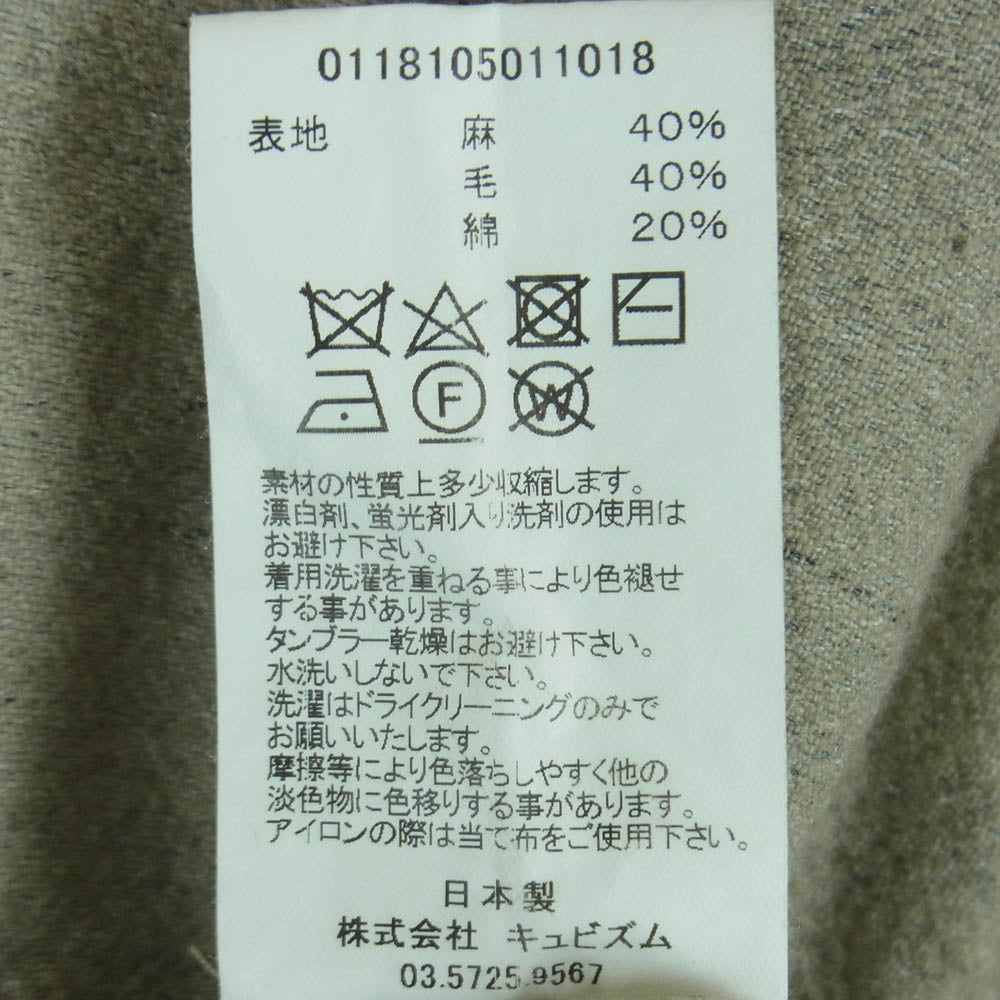 0118105011018
表地 麻 40%
毛 40%
綿 20%
F
W
素材の性質上多少収縮します。
漂白剤、蛍光剤入り洗剤の使用は
お避け下さい。
着用洗濯を重ねる事により色褪せ
する事があります。
タンブラー乾燥はお避け下さい。
水洗いしないで下さい。
洗濯はドライクリーニングのみで
お願いいたします。
摩擦等により色落ちしやすく他の
淡色物に色移りする事があります。
アイロンの際は当て布をご使用下さい。
日本製
株式会社 キュビズム
03.5725.9567